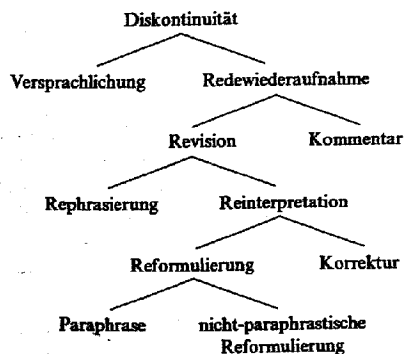 Diskontinuität
Versprachlichung
Redewiederaufnahme
Revision
Kommentar
Rephrasierung
Reinterpretation
Reformulierung
Korrektur
Paraphrase
nicht-paraphrastische
Reformulierung